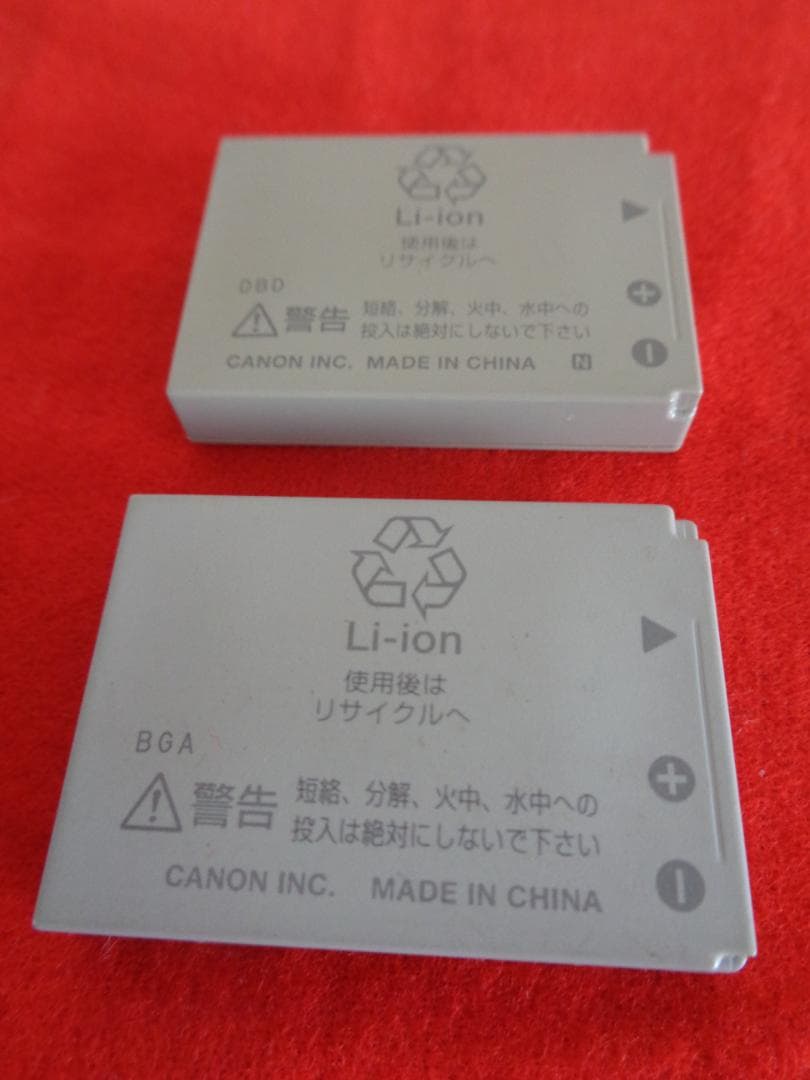 Li-ion
使用後は
リサイクルへ
DBD
警告 短絡、分解、火中、水中への
投入は絶対にしないで下さい
CANON INC. MADE IN CHINA N
Li-ion
使用後は
リサイクルへ
BGA
警告 短絡、分解、火中、水中への
投入は絶対にしないで下さい
CANON INC. MADE IN CHINA